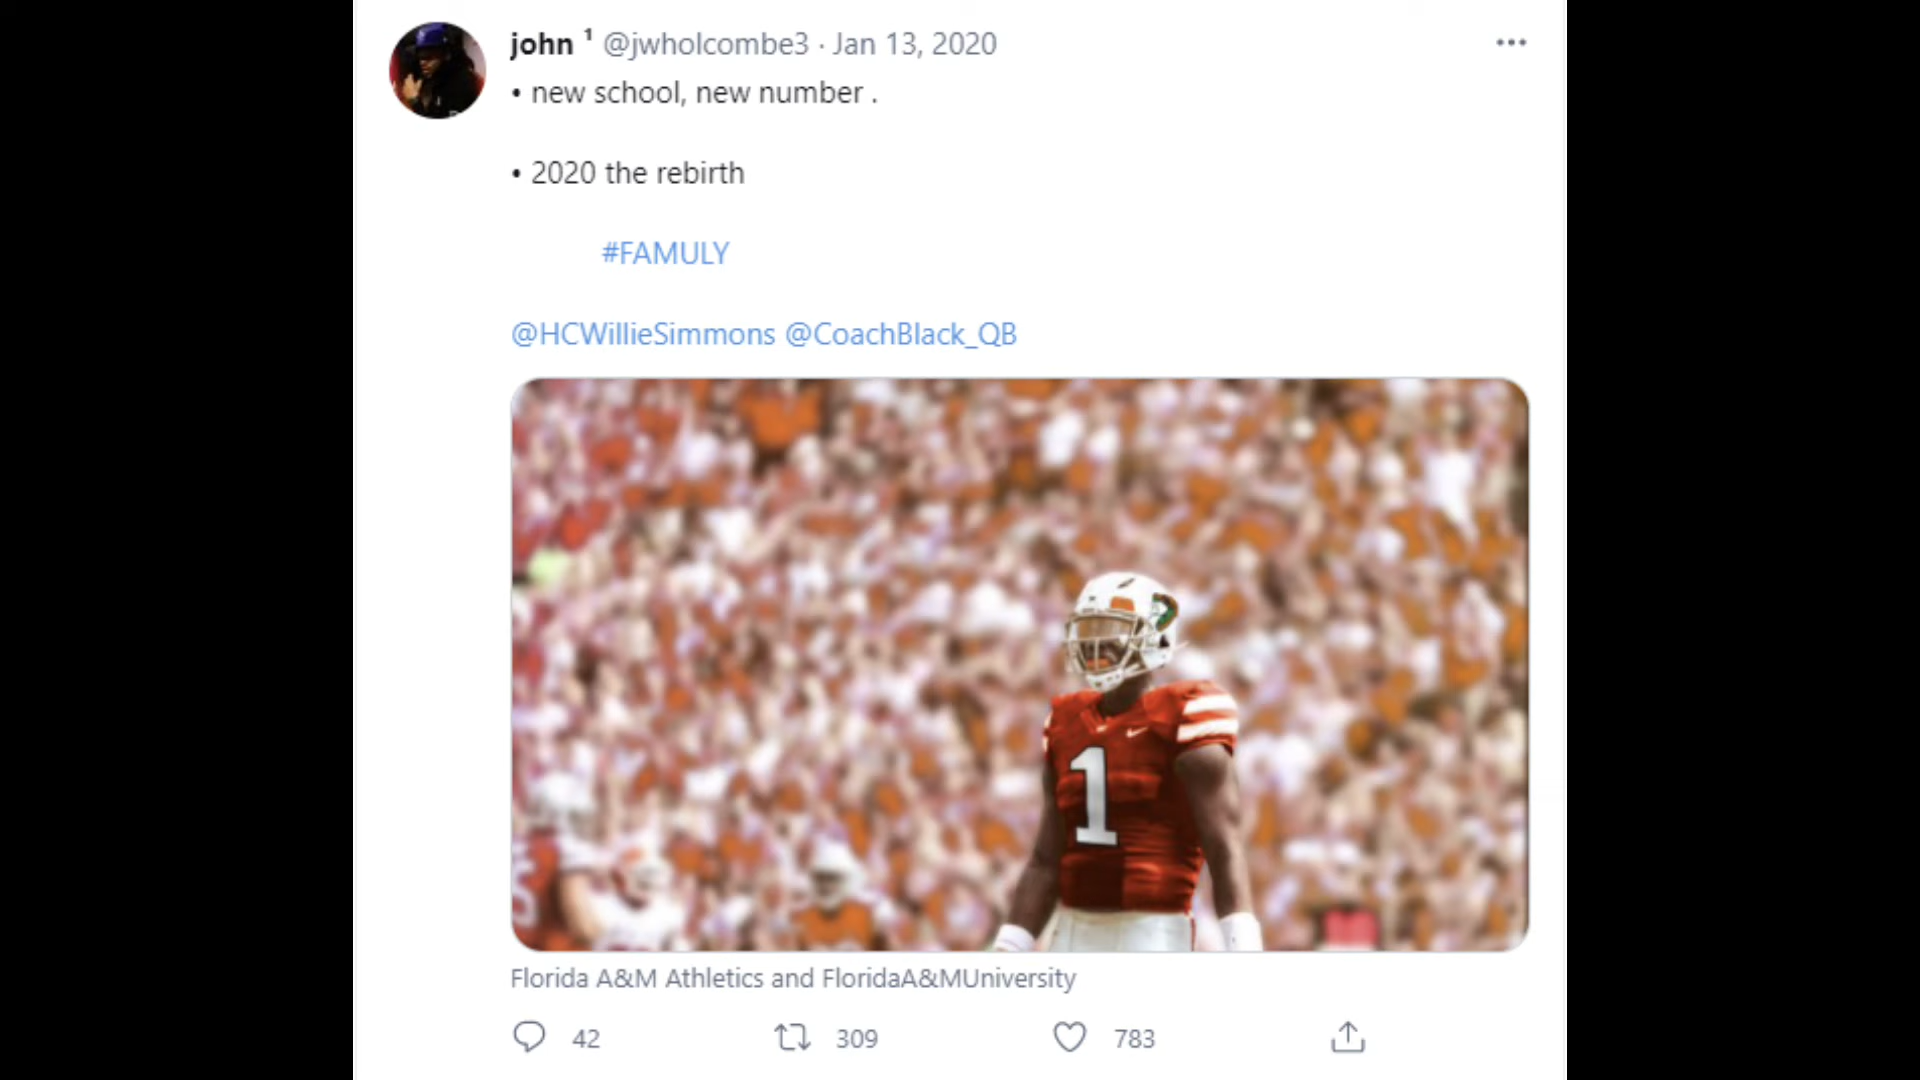 john ¹ @jwholcombe3 · Jan 13, 2020
• new school, new number .
• 2020 the rebirth
#FAMULY
@HCWillieSimmons @CoachBlack_QB
1
Florida A&M Athletics and FloridaA&MUniversity
42 309 783